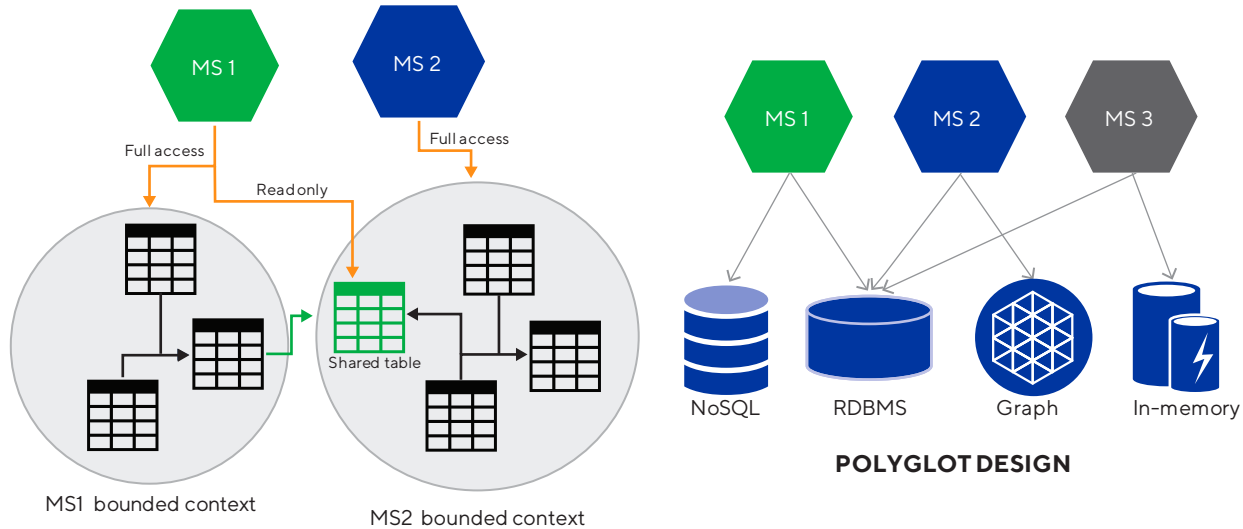 MS 1
MS 2
Full access
Full access
Read only
Shared table
MS1 bounded context
MS2 bounded context
MS 1
MS 2
MS 3
NoSQL
RDBMS
Graph
In-memory
POLYGLOT DESIGN